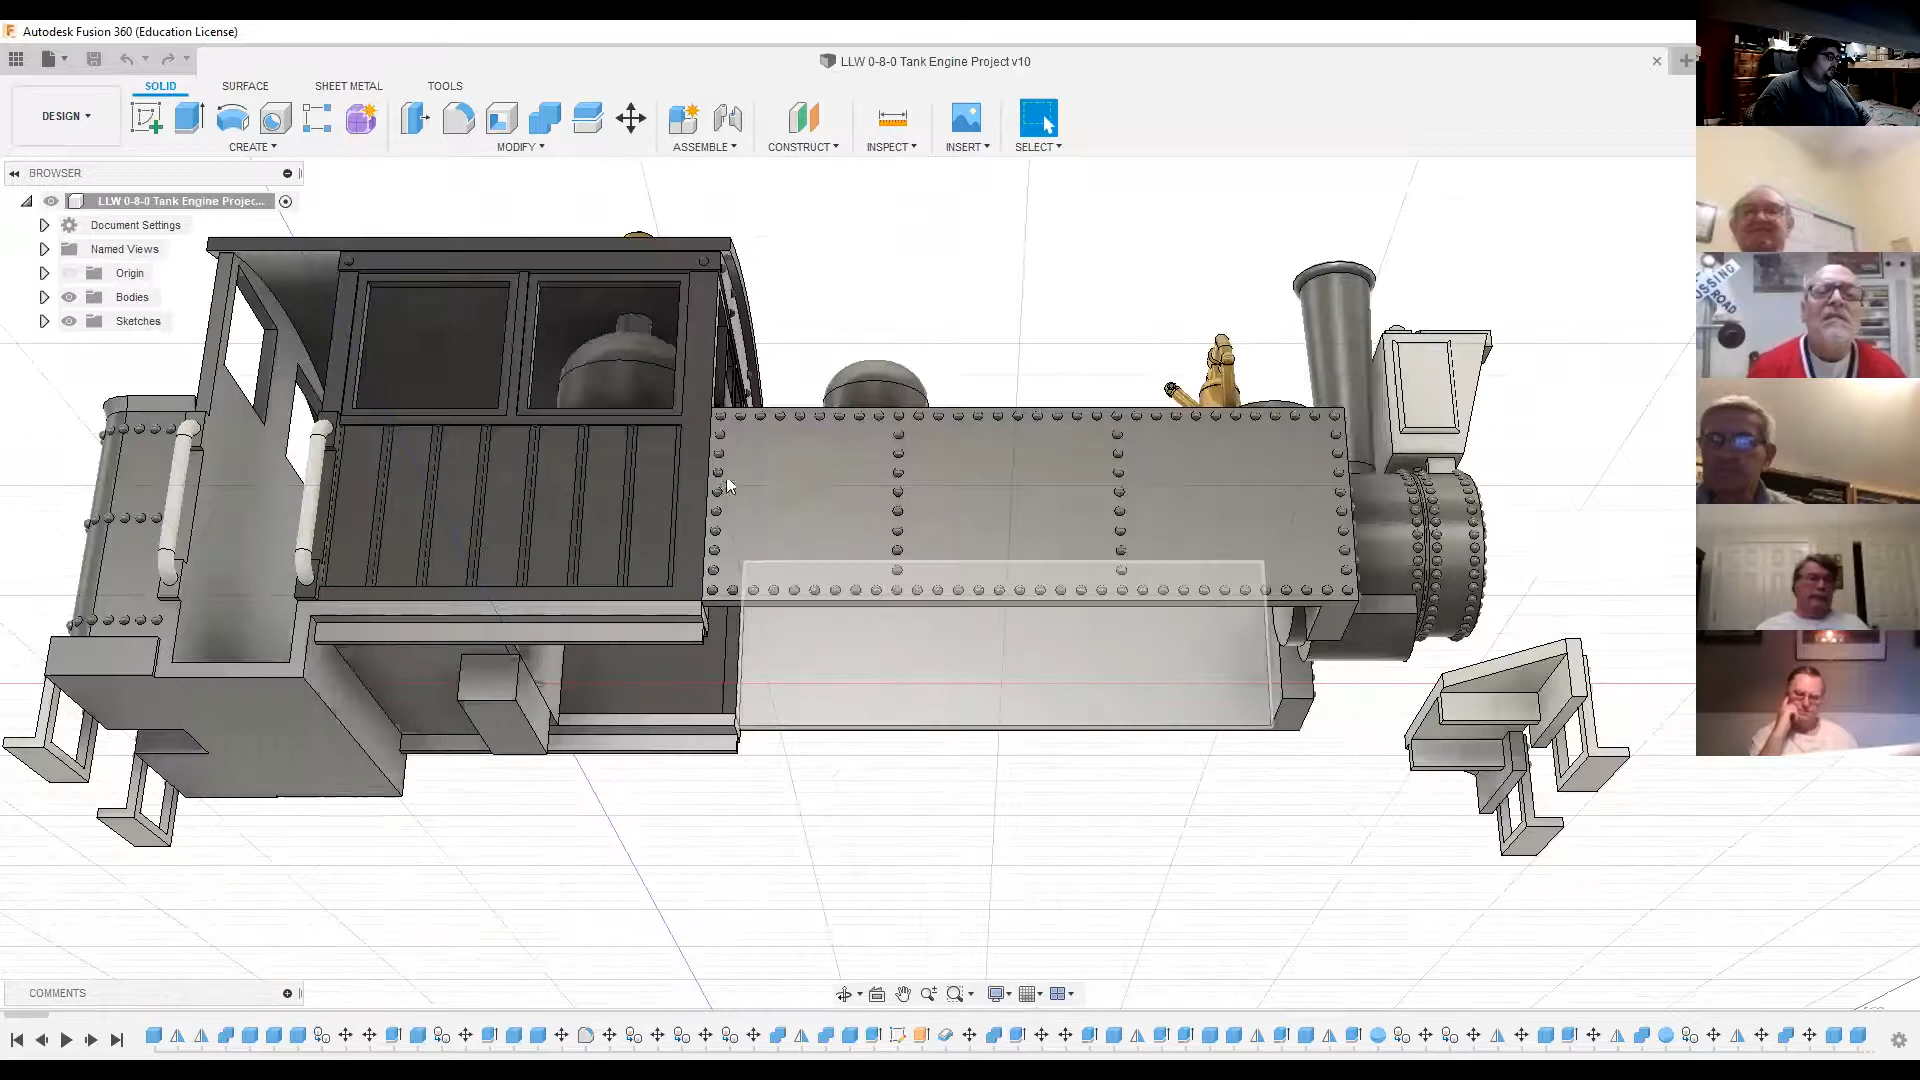 Autodesk Fusion 360 (Education License)
LLW 0-8-0 Tank Engine Project v10
SOLID SURFACE SHEET METAL TOOLS
DESIGN
CREATE MODIFY ASSEMBLE CONSTRUCT INSPECT INSERT SELECT
BROWSER
LLW 0-8-0 Tank Engine Projec...
Document Settings
Named Views
Origin
Bodies
Sketches
COMMENTS